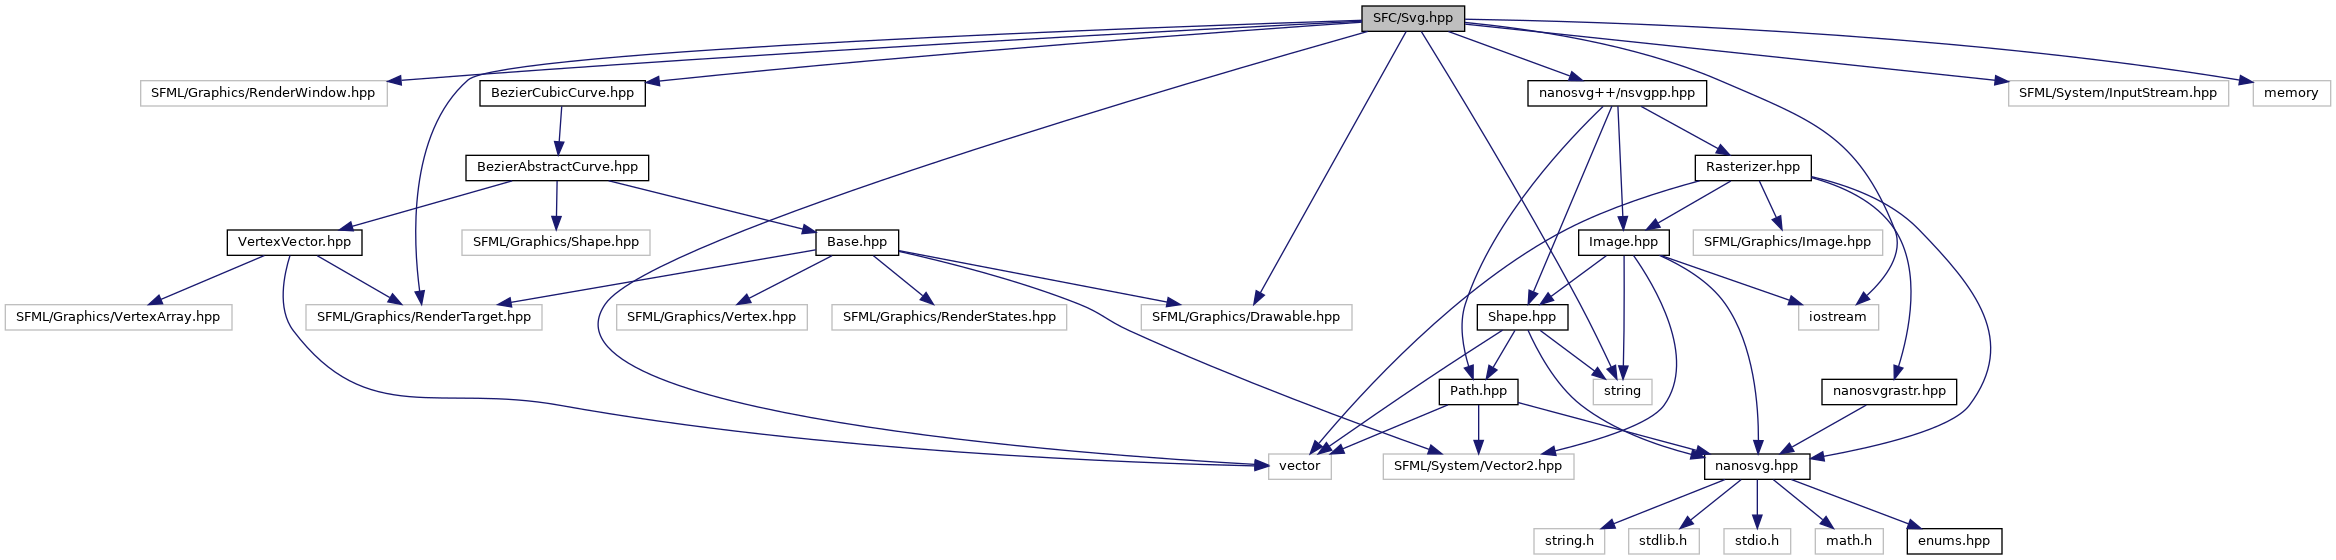 SFC/Svg.hpp
SFML/Graphics/RenderWindow.hpp
BezierCubicCurve.hpp
nanosvg++/nsvgpp.hpp
SFML/System/InputStream.hpp
memory
BezierAbstractCurve.hpp
Rasterizer.hpp
VertexVector.hpp
SFML/Graphics/Shape.hpp
Base.hpp
Image.hpp
SFML/Graphics/Image.hpp
SFML/Graphics/VertexArray.hpp
SFML/Graphics/RenderTarget.hpp
SFML/Graphics/Vertex.hpp
SFML/Graphics/RenderStates.hpp
SFML/Graphics/Drawable.hpp
Shape.hpp
iostream
Path.hpp
string
nanosvgrastr.hpp
vector
SFML/System/Vector2.hpp
nanosvg.hpp
string.h
stdlib.h
stdio.h
math.h
enums.hpp